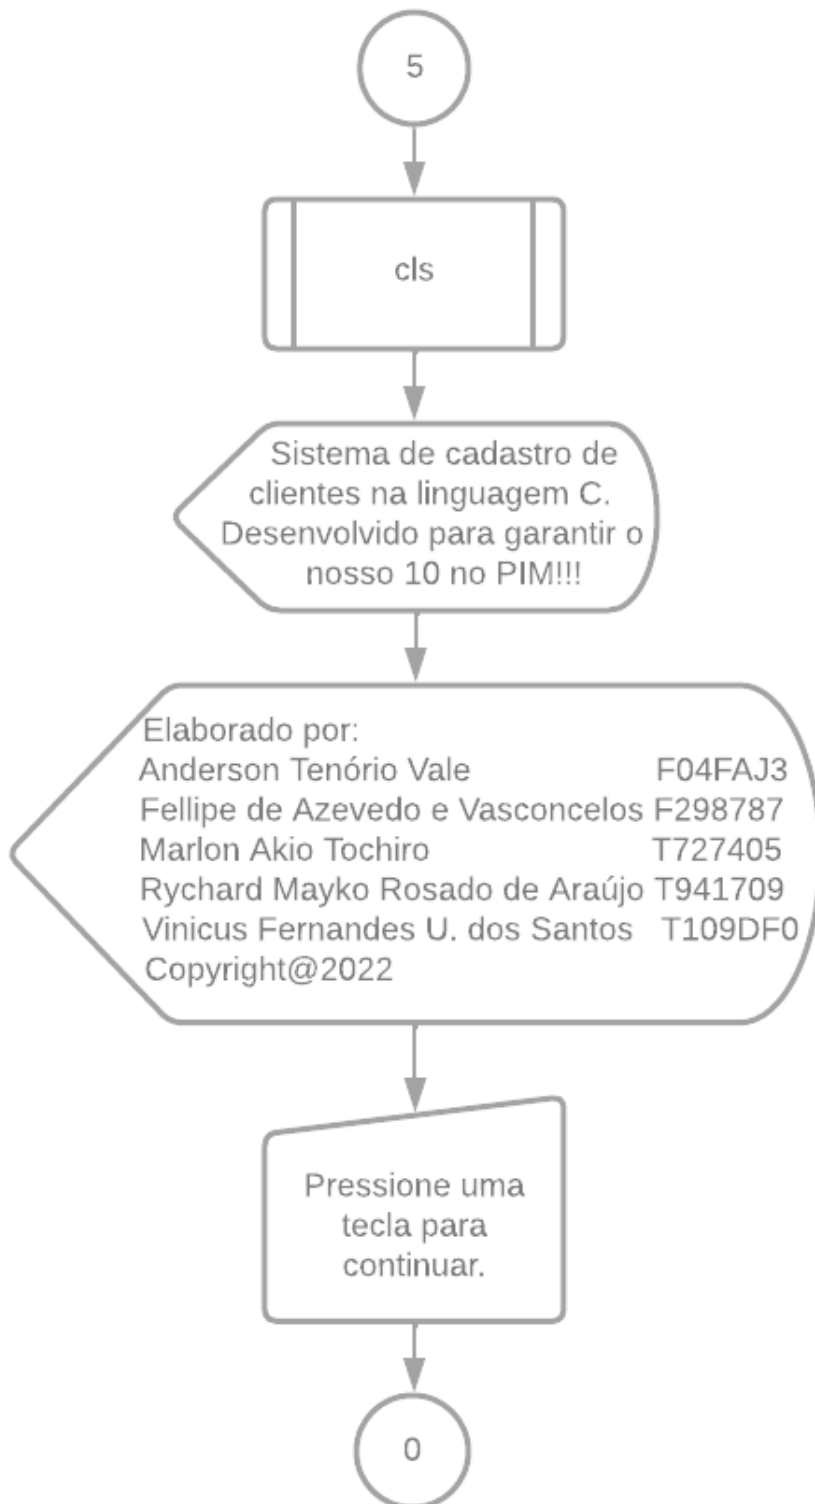 5
cls
Sistema de cadastro de
clientes na linguagem C.
Desenvolvido para garantir o
nosso 10 no PIM!!!
Elaborado por:
Anderson Tenório Vale F04FAJ3
Fellipe de Azevedo e Vasconcelos F298787
Marlon Akio Tochiro T727405
Rychard Mayko Rosado de Araújo T941709
Vinicus Fernandes U. dos Santos T109DF0
Copyright@2022
Pressione uma
tecla para
continuar.
0